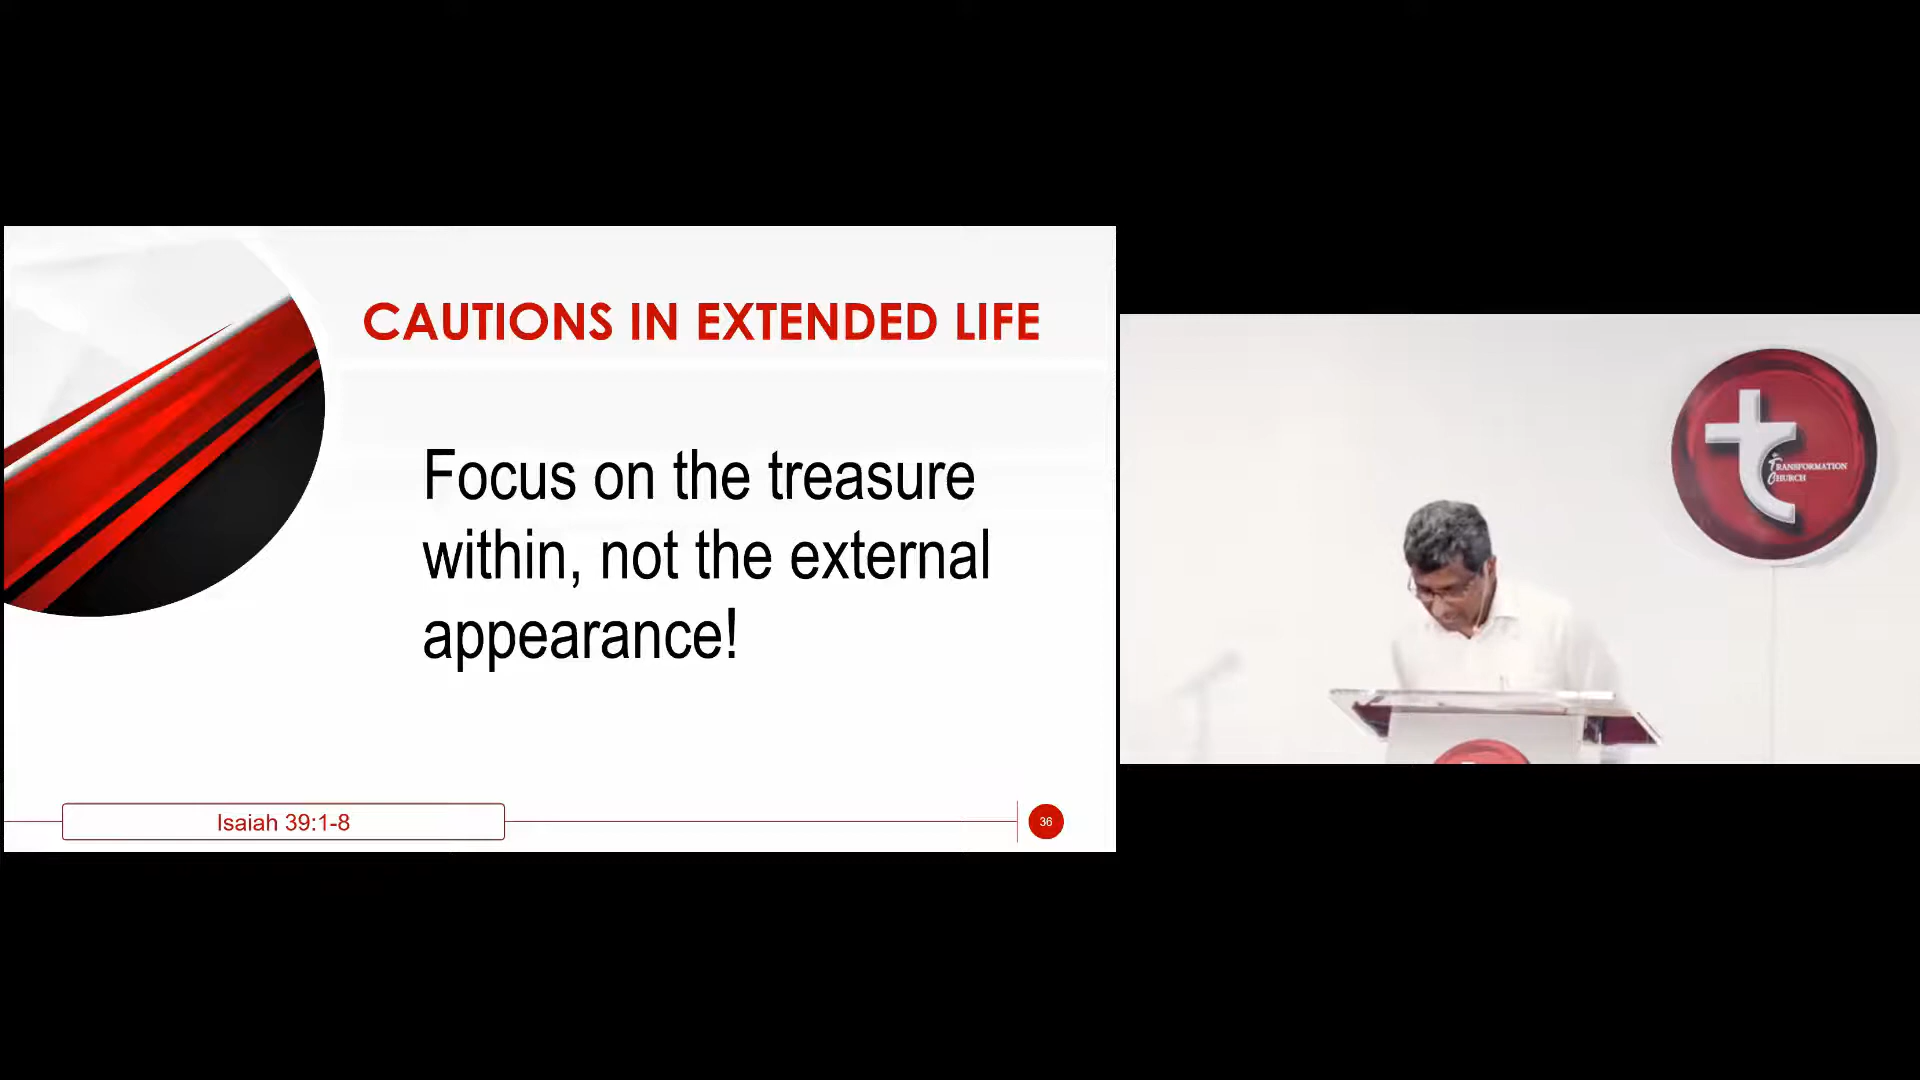 CAUTIONS IN EXTENDED LIFE
Focus on the treasure
within, not the external
appearance!
Isaiah 39:1-8
36
TRANSFORMATION
CHURCH